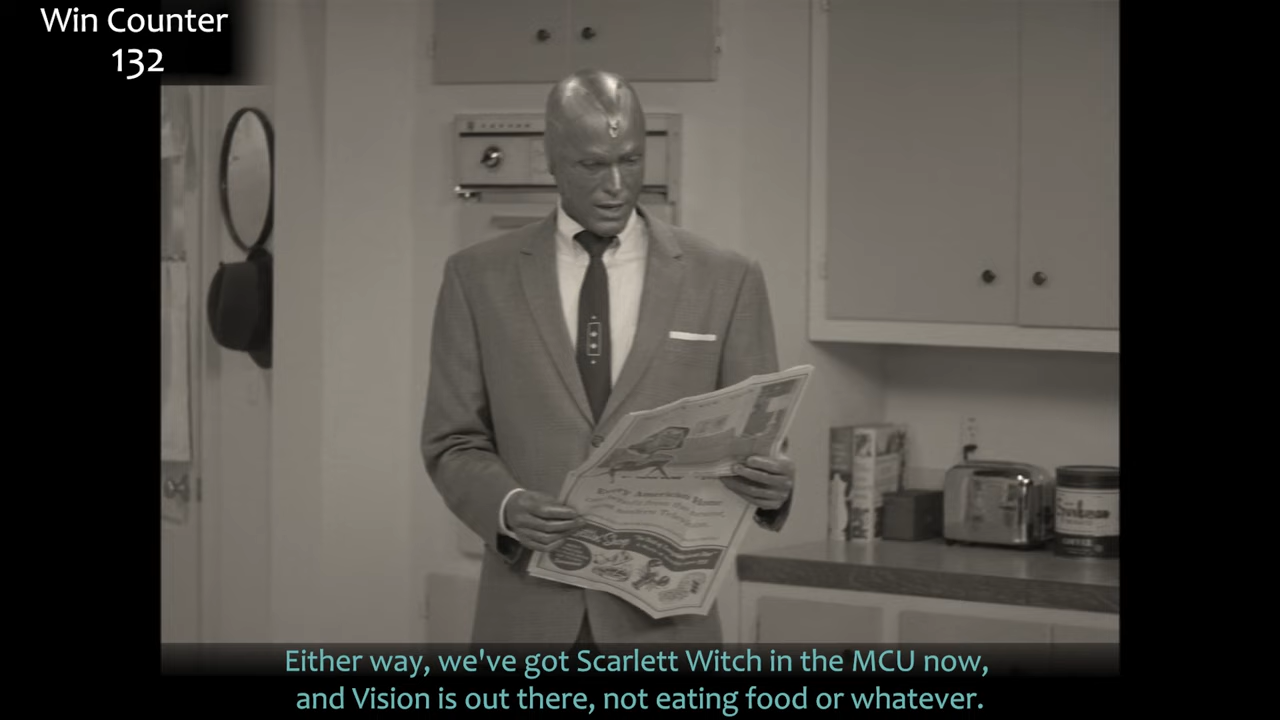 Win Counter
132
Every American Home
Either way, we've got Scarlett Witch in the MCU now,
and Vision is out there, not eating food or whatever.